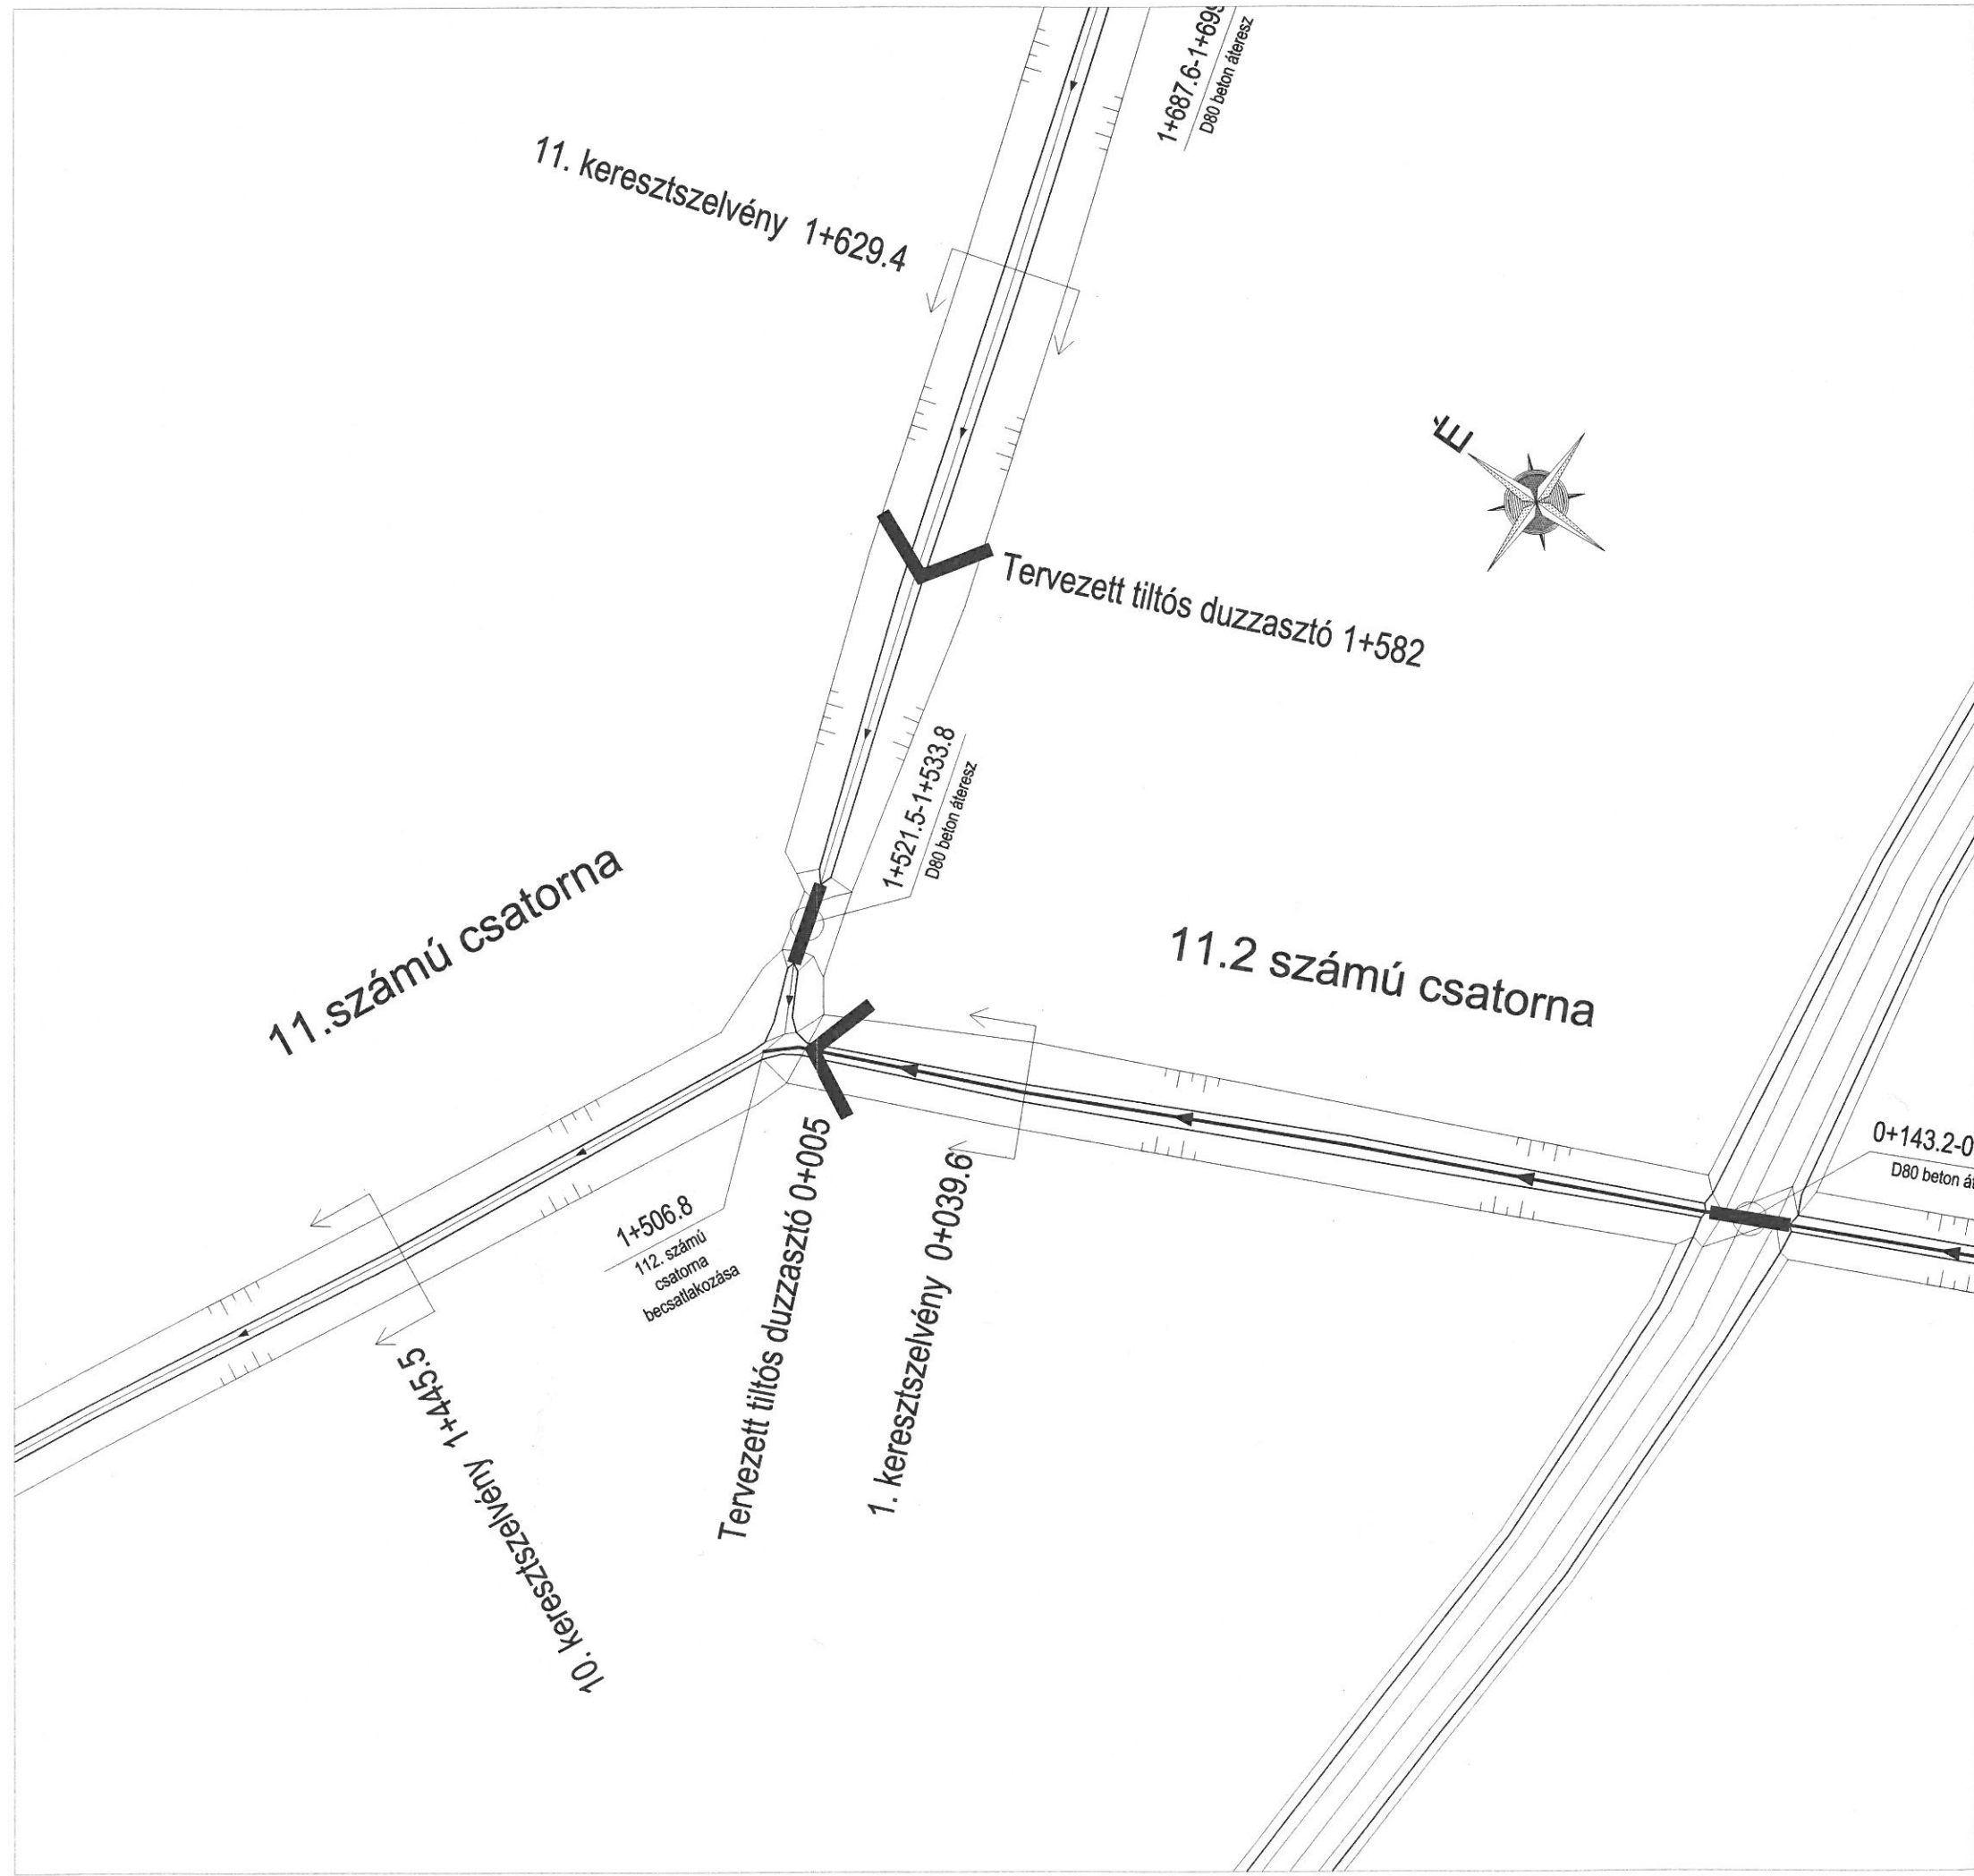 1+687.6-1+699
D80 beton áteresz
11. keresztszelvény 1+629.4
É
Tervezett tiltós duzzasztó 1+582
1+521.5-1+533.8
D80 beton áteresz
11.számú csatorna
11.2 számú csatorna
0+143.2-0
D80 beton át
1+506.8
112. számú
csatorna
becsatlakozása
Tervezett tiltós duzzasztó 0+005
1. keresztszelvény 0+039.6
10. keresztszelvény 1+445.5